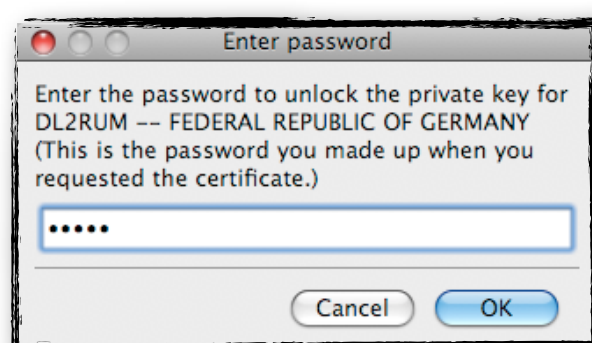 Enter password
Enter the password to unlock the private key for
DL2RUM -- FEDERAL REPUBLIC OF GERMANY
(This is the password you made up when you
requested the certificate.)
•••••
Cancel OK